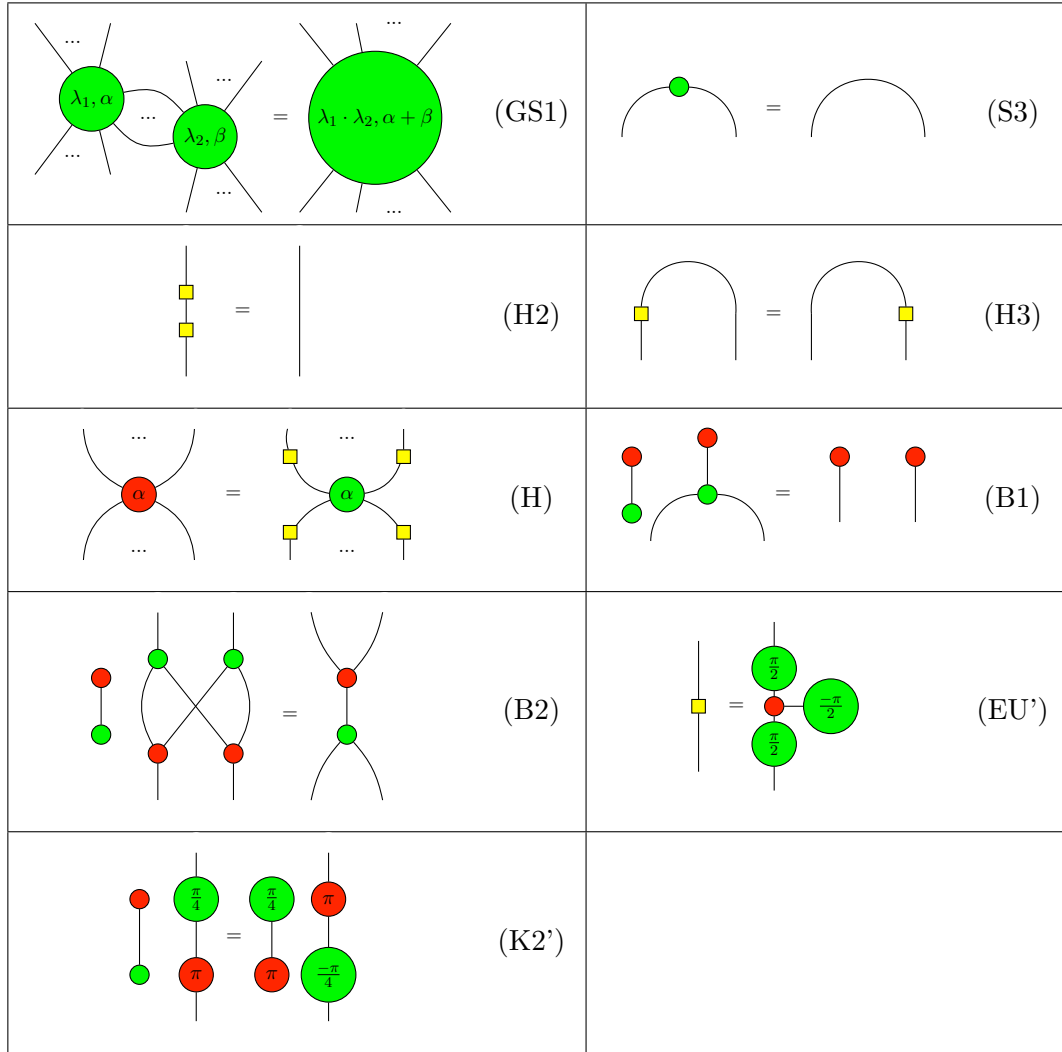 ... ... λ₁, α ... λ₂, β ... ... ... = λ₁ · λ₂, α + β ... (GS1)
= (S3)
= (H2)
= (H3)
... α ... = ... α ... (H)
= (B1)
= (B2)
= π/2 π/2 -π/2 (EU')
π/4 π = π/4 π π -π/4 (K2')